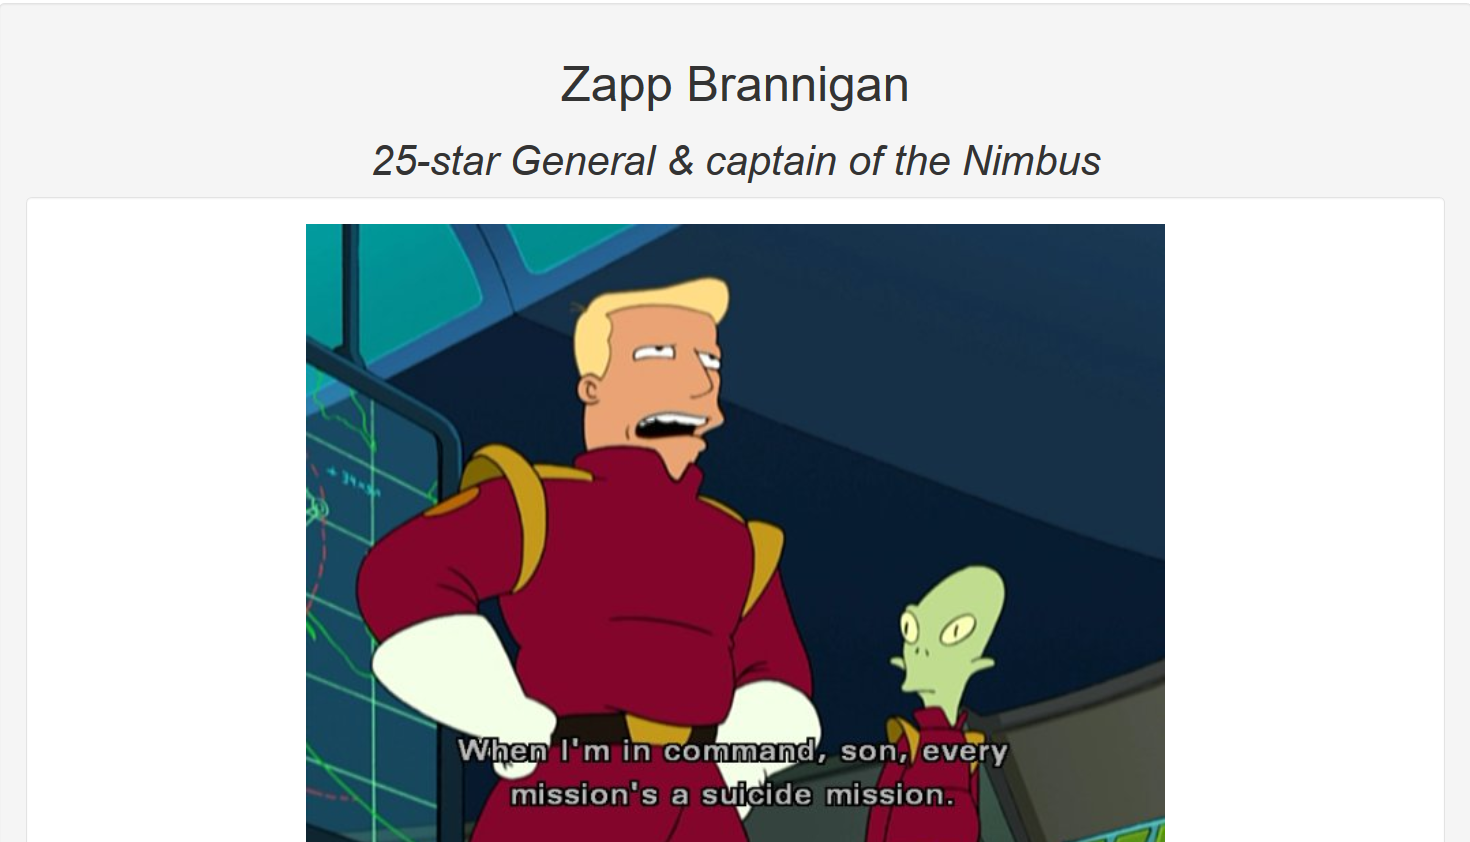 Zapp Brannigan
25-star General & captain of the Nimbus
When I'm in command, son, every
mission's a suicide mission.